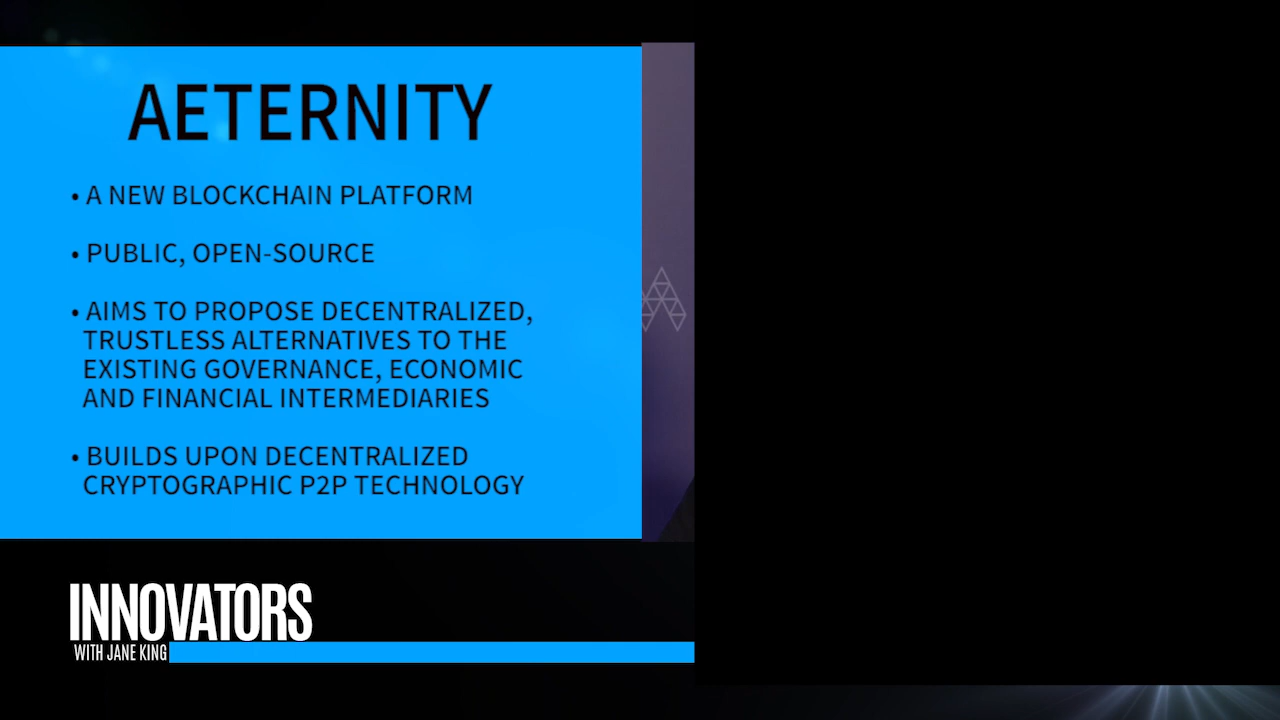 AETERNITY
• A NEW BLOCKCHAIN PLATFORM
• PUBLIC, OPEN-SOURCE
• AIMS TO PROPOSE DECENTRALIZED,
TRUSTLESS ALTERNATIVES TO THE
EXISTING GOVERNANCE, ECONOMIC
AND FINANCIAL INTERMEDIARIES
• BUILDS UPON DECENTRALIZED
CRYPTOGRAPHIC P2P TECHNOLOGY
INNOVATORS
WITH JANE KING